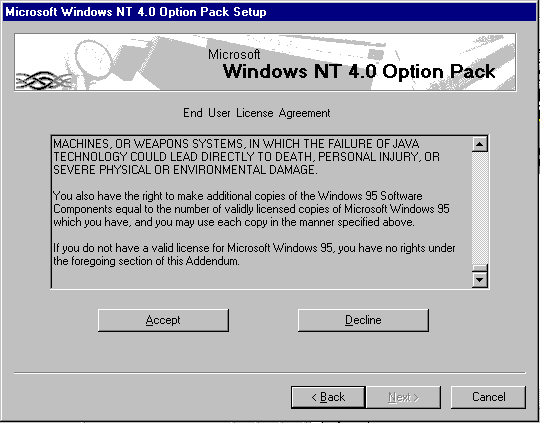 Microsoft Windows NT 4.0 Option Pack Setup
Microsoft
Windows NT 4.0 Option Pack
End User License Agreement
MACHINES, OR WEAPONS SYSTEMS, IN WHICH THE FAILURE OF JAVA
TECHNOLOGY COULD LEAD DIRECTLY TO DEATH, PERSONAL INJURY, OR
SEVERE PHYSICAL OR ENVIRONMENTAL DAMAGE.
You also have the right to make additional copies of the Windows 95 Software
Components equal to the number of validly licensed copies of Microsoft Windows 95
which you have, and you may use each copy in the manner specified above.
If you do not have a valid license for Microsoft Windows 95, you have no rights under
the foregoing section of this Addendum.
Accept
Decline
< Back
Next >
Cancel